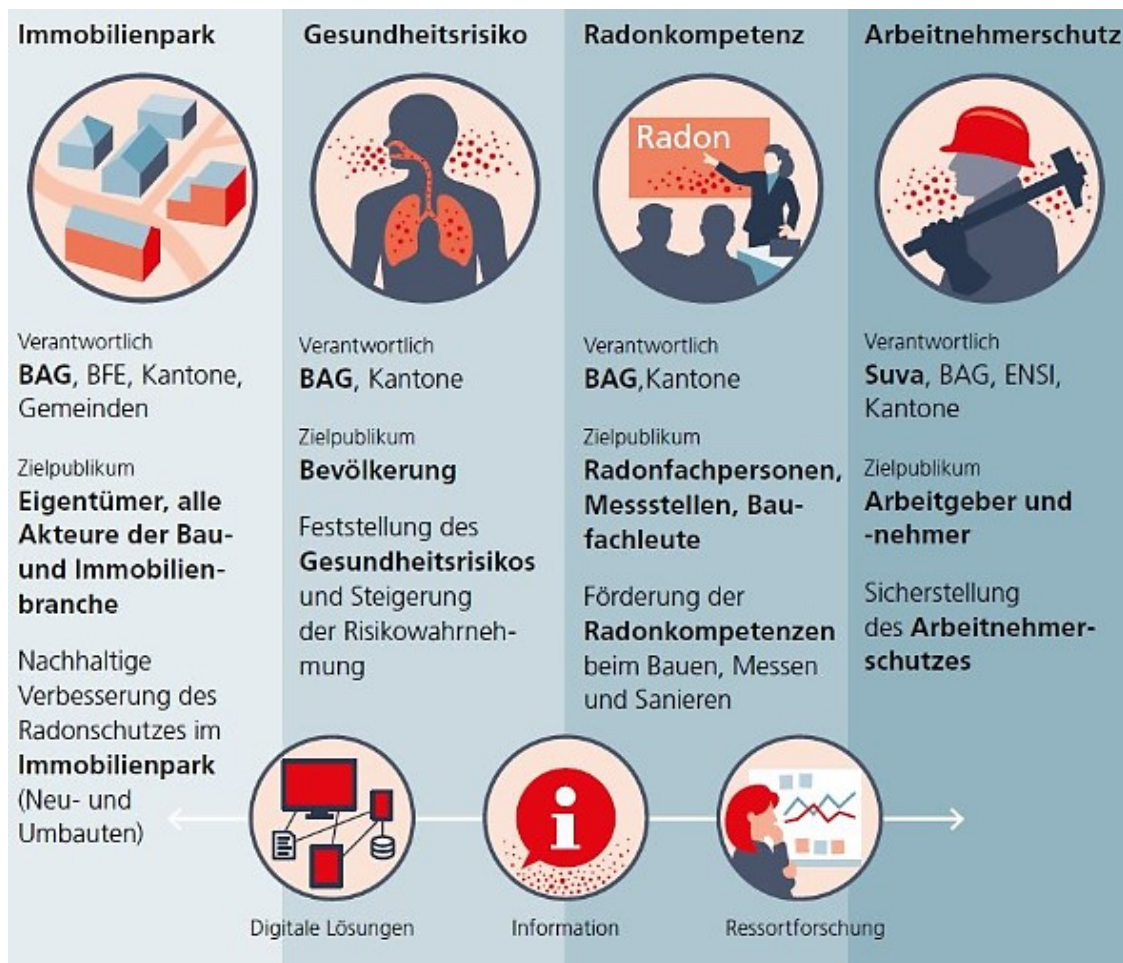 Immobilienpark
Verantwortlich
BAG, BFE, Kantone,
Gemeinden
Zielpublikum
Eigentümer, alle
Akteure der Bau-
und Immobilien-
branche
Nachhaltige
Verbesserung des
Radonschutzes im
Immobilienpark
(Neu- und
Umbauten)
Gesundheitsrisiko
Verantwortlich
BAG, Kantone
Zielpublikum
Bevölkerung
Feststellung des
Gesundheitsrisikos
und Steigerung
der Risikowahrneh-
mung
Radonkompetenz
Radon
Verantwortlich
BAG,Kantone
Zielpublikum
Radonfachpersonen,
Messstellen, Bau-
fachleute
Förderung der
Radonkompetenzen
beim Bauen, Messen
und Sanieren
Arbeitnehmerschutz
Verantwortlich
Suva, BAG, ENSI,
Kantone
Zielpublikum
Arbeitgeber und
-nehmer
Sicherstellung
des Arbeitnehmer-
schutzes
i
Digitale Lösungen
Information
Ressortforschung